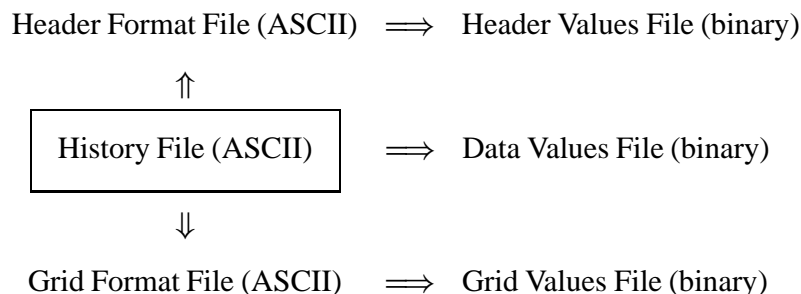 Header Format File (ASCII) ⟹ Header Values File (binary)
⇑
History File (ASCII) ⟹ Data Values File (binary)
⇓
Grid Format File (ASCII) ⟹ Grid Values File (binary)